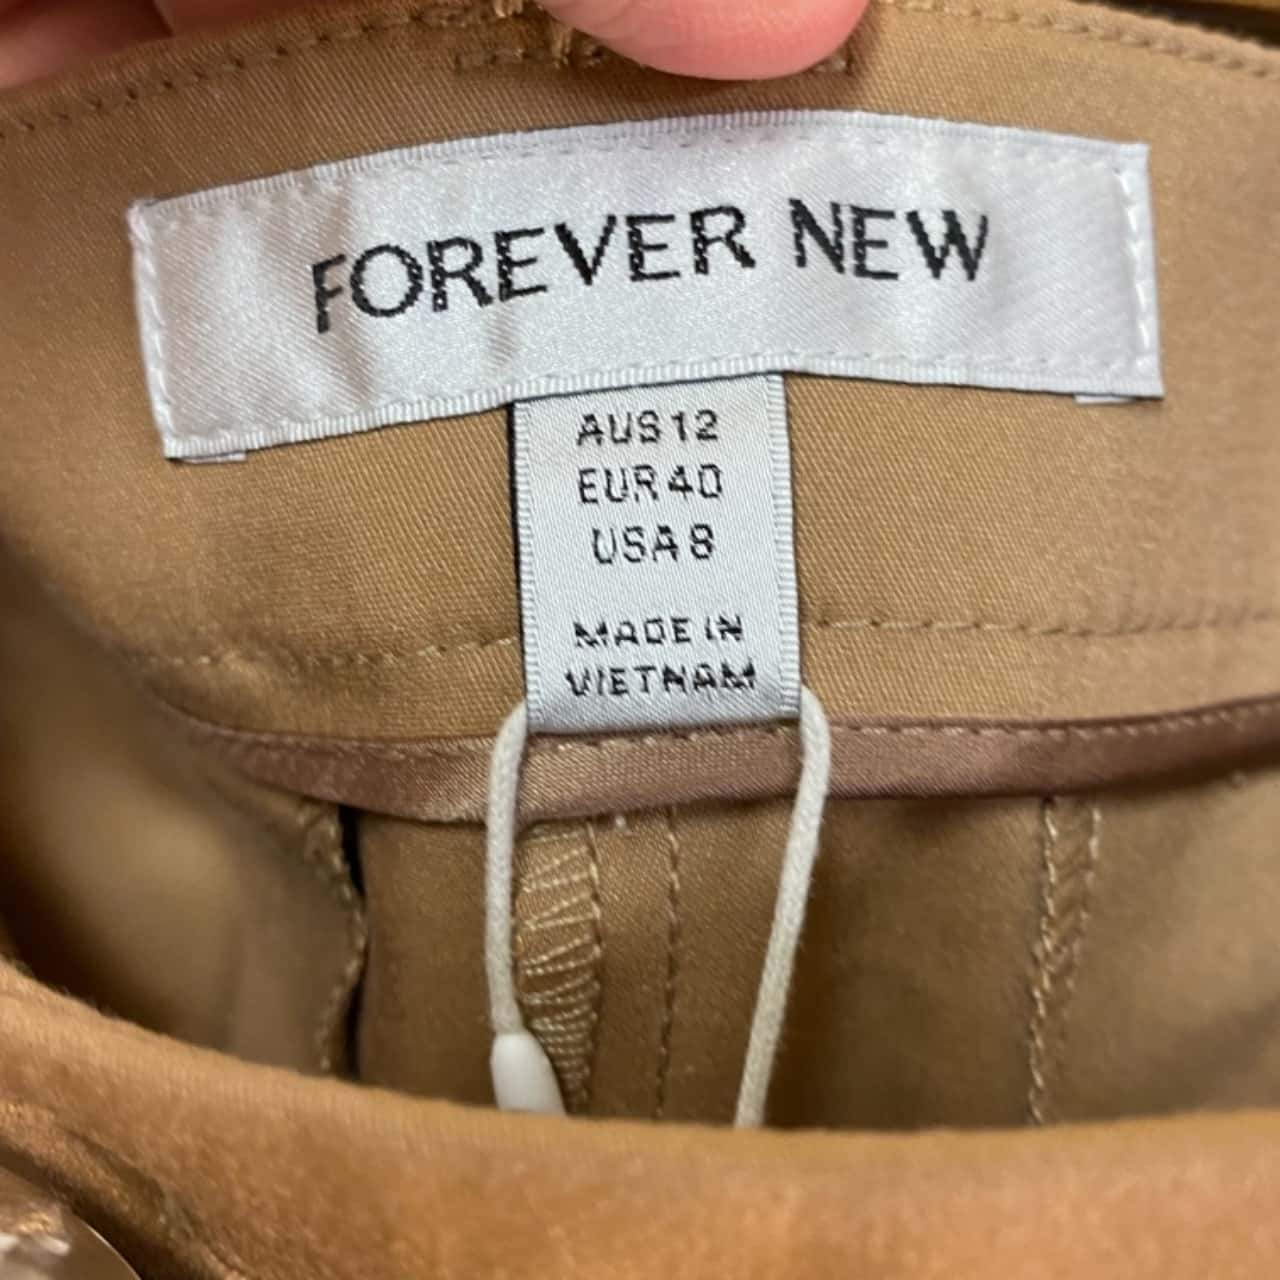 FOREVER NEW
AUS 12
EUR 40
USA 8
MADE IN
VIETNAM